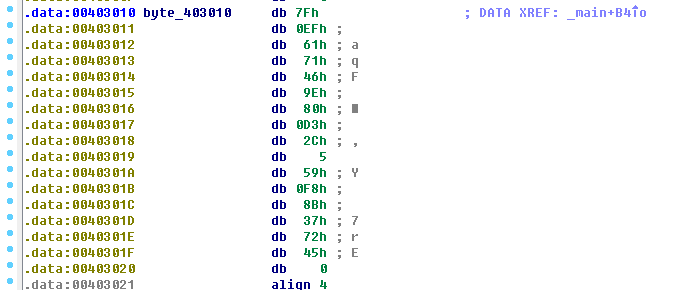 .data:00403010 byte_403010 db 7Fh ; DATA XREF: _main+B4↑o
.data:00403011 db 0EFh ;
.data:00403012 db 61h ; a
.data:00403013 db 71h ; q
.data:00403014 db 46h ; F
.data:00403015 db 9Eh ;
.data:00403016 db 80h ; ■
.data:00403017 db 0D3h ;
.data:00403018 db 2Ch ; ,
.data:00403019 db 5
.data:0040301A db 59h ; Y
.data:0040301B db 0F8h ;
.data:0040301C db 8Bh ;
.data:0040301D db 37h ; 7
.data:0040301E db 72h ; r
.data:0040301F db 45h ; E
.data:00403020 db 0
.data:00403021 align 4